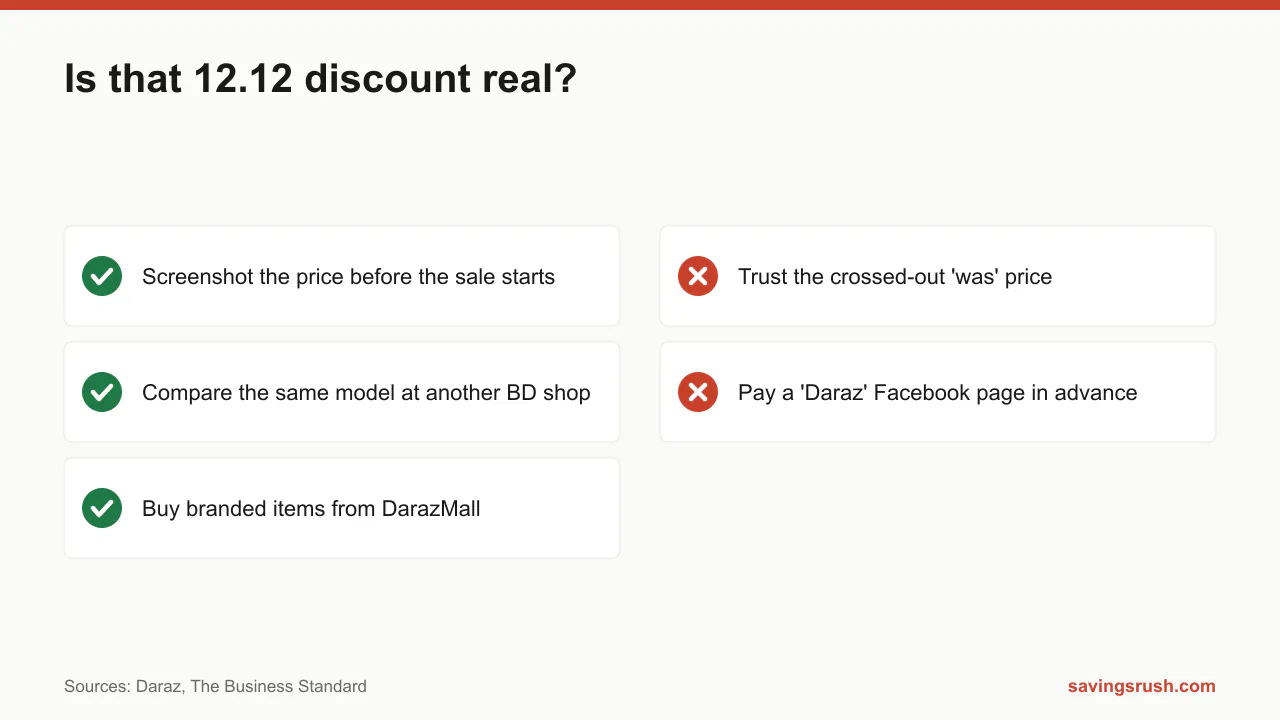 Is that 12.12 discount real?
Screenshot the price before the sale starts
Compare the same model at another BD shop
Buy branded items from DarazMall
Trust the crossed-out 'was' price
Pay a 'Daraz' Facebook page in advance
Sources: Daraz, The Business Standard
savingsrush.com